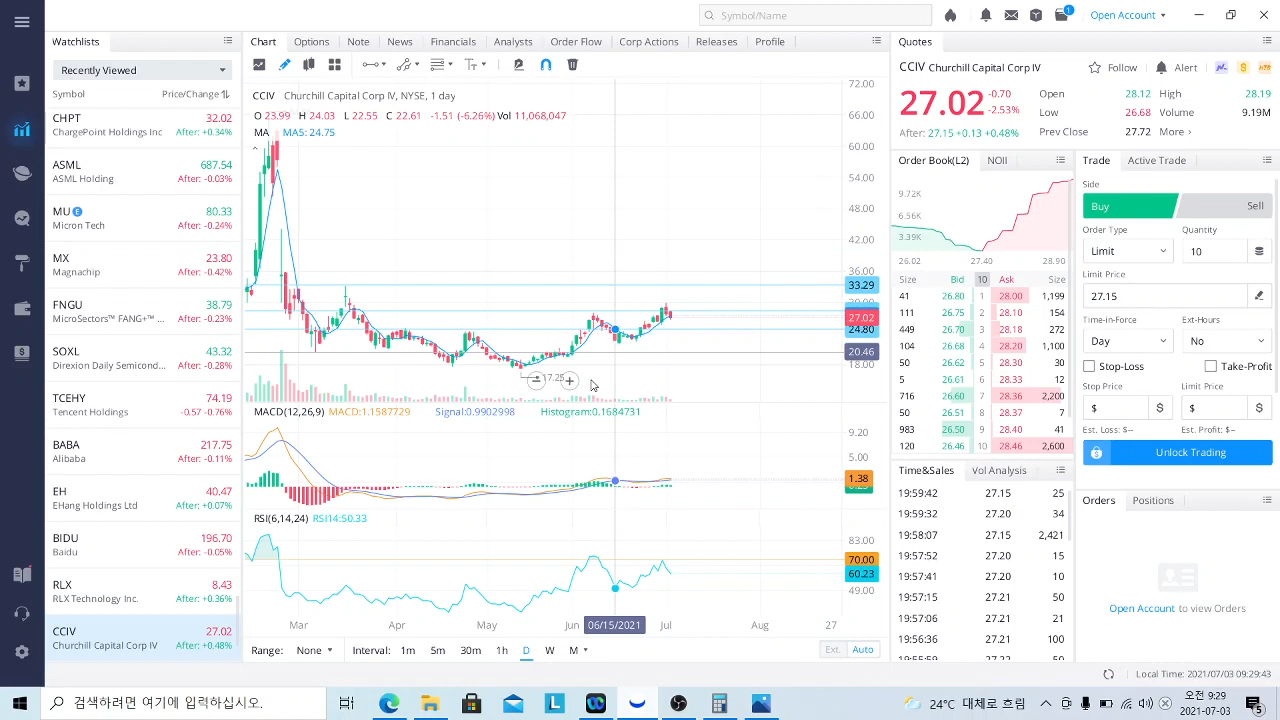 Symbol/Name
1
Open Account
Watchlists
Chart
Options
Note
News
Financials
Analysts
Order Flow
Corp Actions
Releases
Profile
Quotes
Recently Viewed
Symbol
Price/Change
CHPT 32.02
ChargePoint Holdings Inc After: +0.34%
ASML 687.54
ASML Holding After: -0.03%
MU E 80.33
Micron Tech After: -0.24%
MX 23.80
Magnachip After: -0.42%
FNGU 38.79
MicroSectors™ FANG+™ ... After: -0.23%
SOXL 43.32
Direxion Daily Semicond... After: -0.28%
TCEHY 74.19
Tencent Holdings -0.57 -0.76%
BABA 217.75
Alibaba After: -0.11%
EH 40.47
EHang Holdings Ltd After: +0.07%
BIDU 196.70
Baidu After: -0.05%
RLX 8.43
RLX Technology Inc. After: +0.36%
CCIV 27.02
Churchill Capital Corp IV After: +0.48%
CCIV Churchill Capital Corp IV, NYSE, 1 day
O 23.99 H 24.03 L 22.55 C 22.61 -1.51 (-6.26%) Vol 11,068,047
MA MA5: 24.75
72.00
66.00
60.00
54.00
48.00
42.00
36.00
33.29
27.02
24.80
20.46
18.00
17.25
MACD(12,26,9) MACD:1.1587729 Signal:0.9902998 Histogram:0.1684731
9.20
5.00
1.38
RSI(6,14,24) RSI14:50.33
83.00
70.00
60.23
49.00
Mar Apr May Jun 06/15/2021 Jul Aug 27
Range: None Interval: 1m 5m 30m 1h D W M Ext. Auto
CCIV Churchill Capital Corp IV Follow Alert
27.02 -0.70
-2.53%
After: 27.15 +0.13 +0.48%
Open 28.12 High 28.19
Low 26.68 Volume 9.19M
Prev Close 27.72 More >
Order Book(L2) NOII
9.72K
6.56K
3.39K
26.02 27.40 28.90
Size Bid 10 Ask Size
41 26.80 1 28.00 1,199
111 26.75 2 28.10 154
449 26.70 3 28.18 272
104 26.68 4 28.20 1,100
50 26.62 5 28.30 63
5 26.61 6 28.33 12
716 26.60 7 28.36 24
50 26.51 8 28.37 24
983 26.50 9 28.40 41
120 26.46 10 28.46 2,600
Time&Sales Vol Analysis
19:59:42 27.15 25
19:59:32 27.20 34
19:58:07 27.15 2,421
19:57:52 27.20 15
19:57:41 27.20 10
19:57:15 27.21 50
19:57:06 27.20 21
19:56:36 27.21 100
19:55:55 27.20 50
Trade Active Trade
Side
Buy Sell
Order Type Quantity
Limit 10
Limit Price
27.15
Time-in-Force Ext-Hours
Day No
Stop-Loss Take-Profit
Stop Price Limit Price
$ $ $ $
Est. Loss: $-- Est. Profit: $--
Unlock Trading
Orders Positions
Open Account to view Orders
Local Time: 2021/07/03 09:29:43
검색하려면 여기에 입력하십시오.
24°C 대체로 흐림
오전 9:29
2021-07-03
5